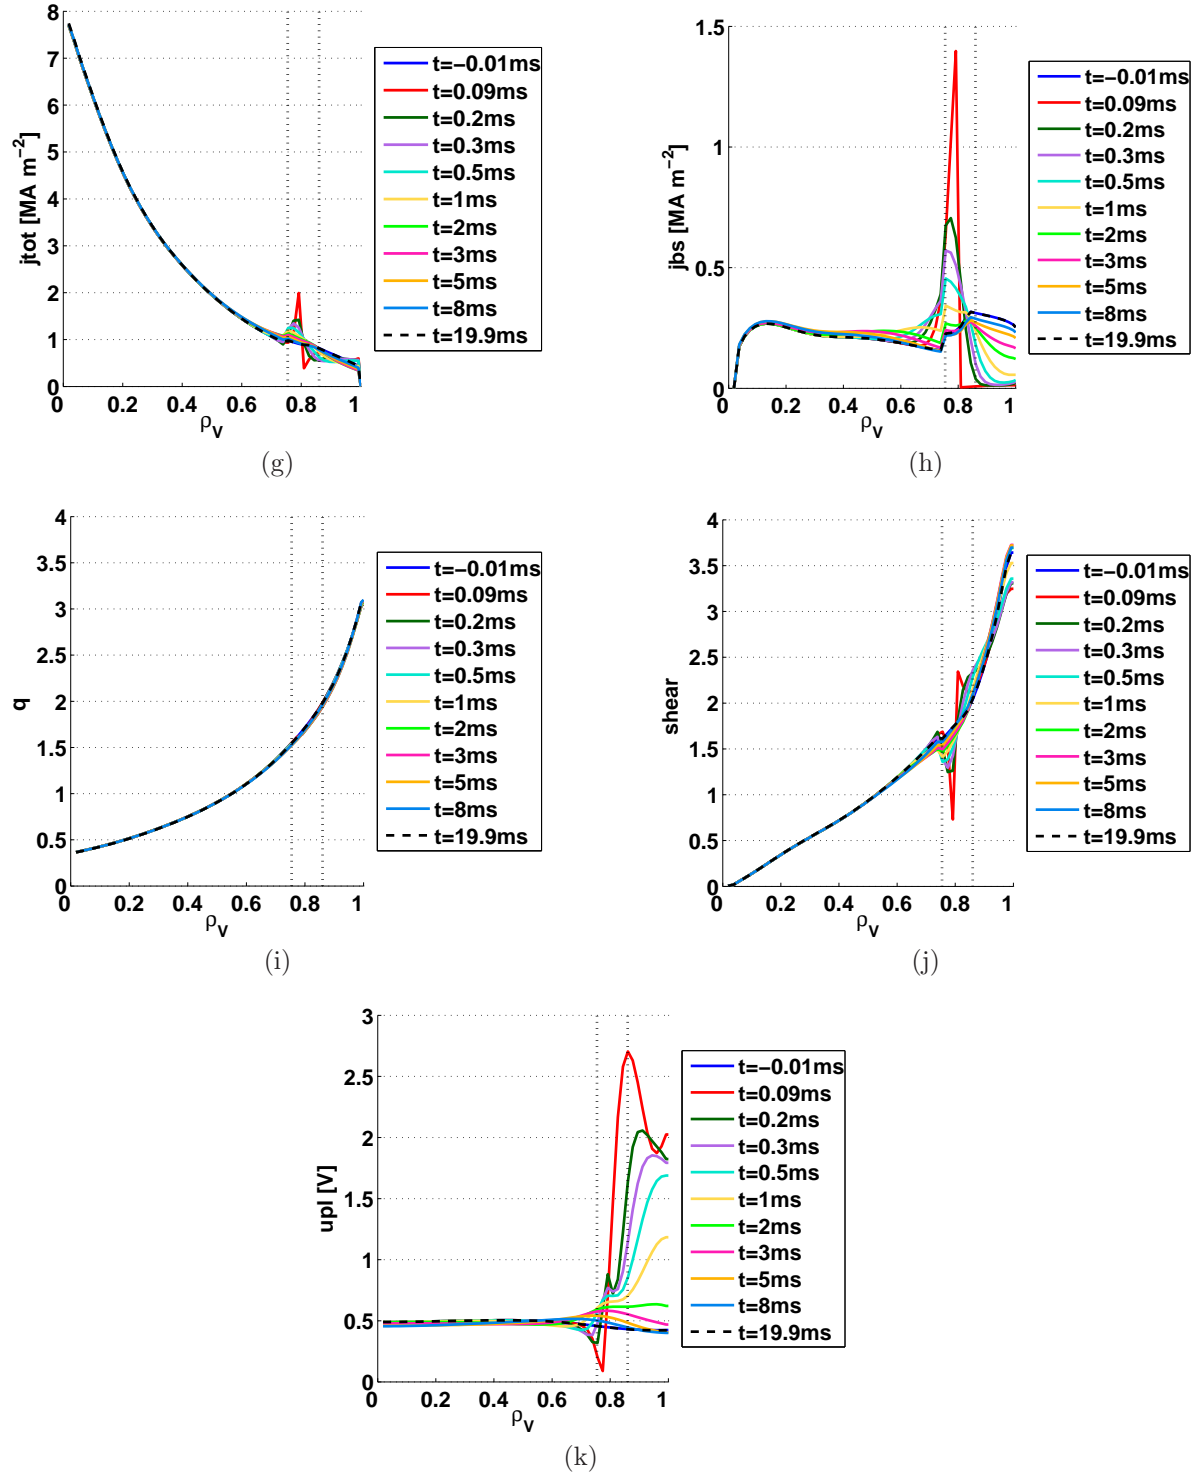 jtot [MA m⁻²]
8
7
6
5
4
3
2
1
0
0 0.2 0.4 0.6 0.8 1
ρV
t=−0.01ms
t=0.09ms
t=0.2ms
t=0.3ms
t=0.5ms
t=1ms
t=2ms
t=3ms
t=5ms
t=8ms
t=19.9ms
(g)
jbs [MA m⁻²]
1.5
1
0.5
0
0 0.2 0.4 0.6 0.8 1
ρV
t=−0.01ms
t=0.09ms
t=0.2ms
t=0.3ms
t=0.5ms
t=1ms
t=2ms
t=3ms
t=5ms
t=8ms
t=19.9ms
(h)
q
4
3.5
3
2.5
2
1.5
1
0.5
0
0 0.2 0.4 0.6 0.8 1
ρV
t=−0.01ms
t=0.09ms
t=0.2ms
t=0.3ms
t=0.5ms
t=1ms
t=2ms
t=3ms
t=5ms
t=8ms
t=19.9ms
(i)
shear
4
3.5
3
2.5
2
1.5
1
0.5
0
0 0.2 0.4 0.6 0.8 1
ρV
t=−0.01ms
t=0.09ms
t=0.2ms
t=0.3ms
t=0.5ms
t=1ms
t=2ms
t=3ms
t=5ms
t=8ms
t=19.9ms
(j)
upl [V]
3
2.5
2
1.5
1
0.5
0
0 0.2 0.4 0.6 0.8 1
ρV
t=−0.01ms
t=0.09ms
t=0.2ms
t=0.3ms
t=0.5ms
t=1ms
t=2ms
t=3ms
t=5ms
t=8ms
t=19.9ms
(k)